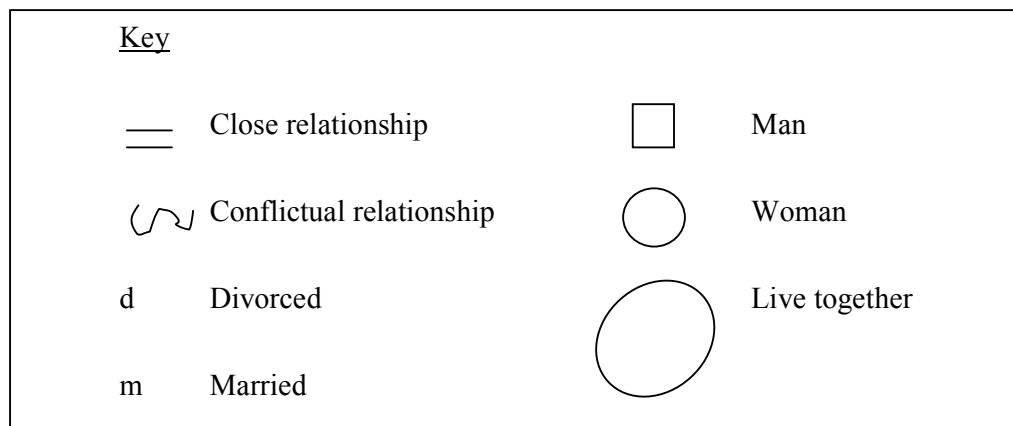 Key
Close relationship Man
Conflictual relationship Woman
d Divorced Live together
m Married